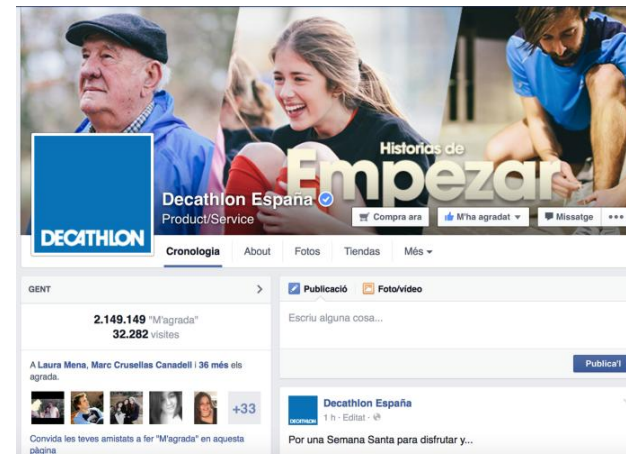 Historias de
Empezar
DECATHLON
Decathlon España
Product/Service
Compra ara
M'ha agradat
Missatge
Cronologia
About
Fotos
Tiendas
Més
GENT
2.149.149 "M'agrada"
32.282 visites
A Laura Mena, Marc Crusellas Canadell i 36 més els
agrada.
+33
Convida les teves amistats a fer "M'agrada" en aquesta
pàgina
Publicació
Foto/vídeo
Escriu alguna cosa...
Publica'l
DECATHLON
Decathlon España
1 h · Editat ·
Por una Semana Santa para disfrutar y...